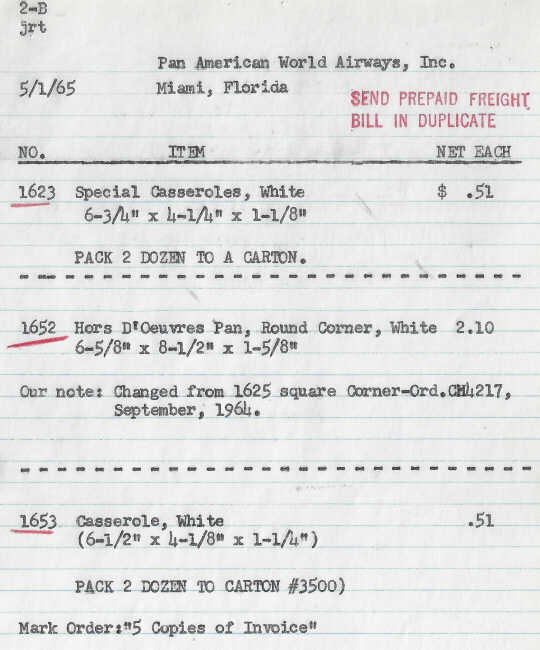 2-B
jrt
Pan American World Airways, Inc.
5/1/65 Miami, Florida
SEND PREPAID FREIGHT
BILL IN DUPLICATE
NO. ITEM NET EACH
1623 Special Casseroles, White $ .51
6-3/4" x 4-1/4" x 1-1/8"
PACK 2 DOZEN TO A CARTON.
1652 Hors D'Oeuvres Pan, Round Corner, White 2.10
6-5/8" x 8-1/2" x 1-5/8"
Our note: Changed from 1625 square Corner-Ord.CH4217,
September, 1964.
1653 Casserole, White .51
(6-1/2" x 4-1/8" x 1-1/4")
PACK 2 DOZEN TO CARTON #3500)
Mark Order:"5 Copies of Invoice"